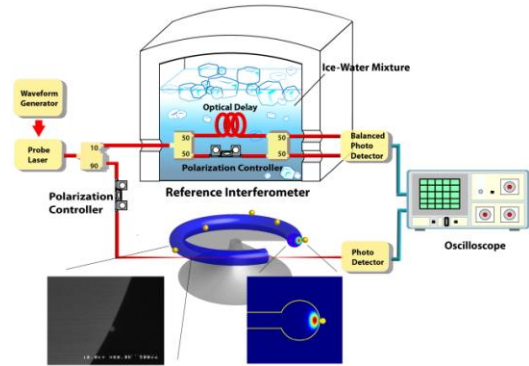 Ice-Water Mixture
Waveform
Generator
Optical Delay
Probe
Laser
10
90
50
50
50
50
Balanced
Photo
Detector
Polarization Controller
Polarization
Controller
Reference Interferometer
Oscilloscope
Photo
Detector